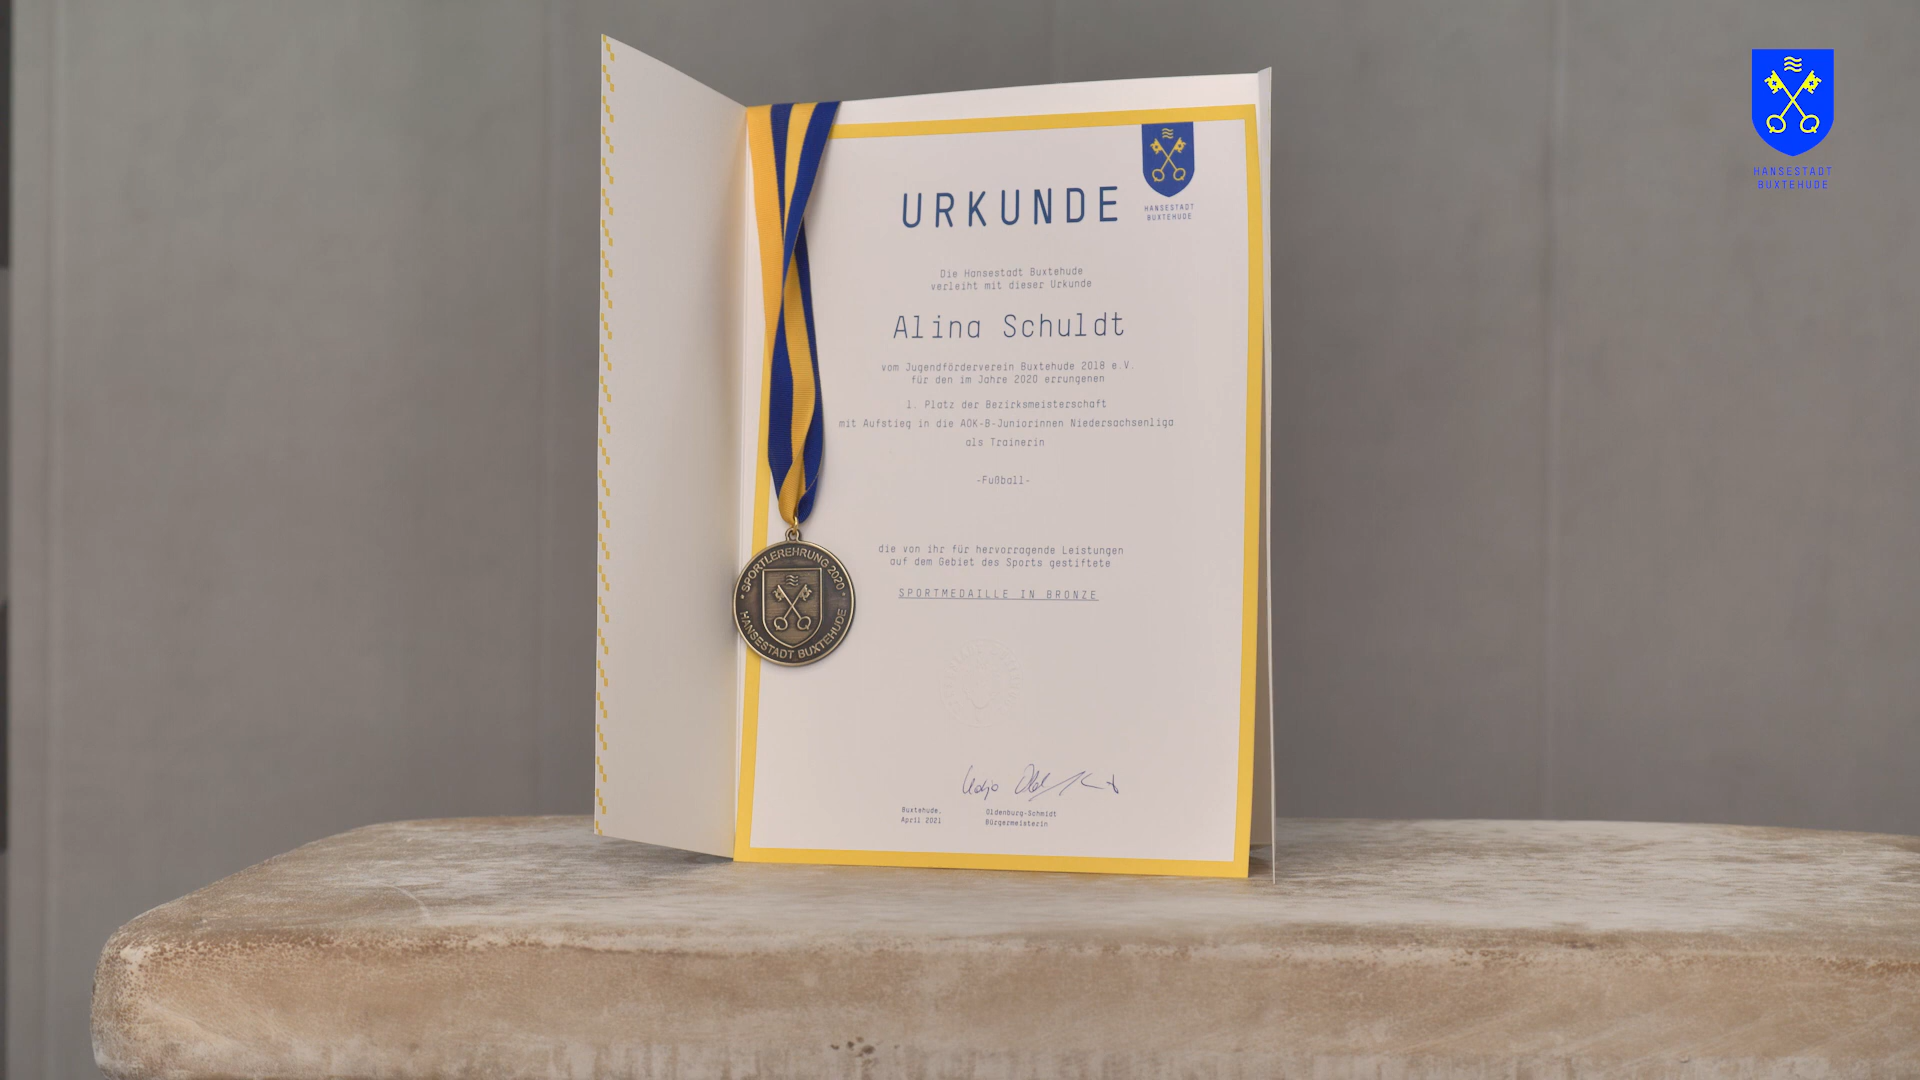 HANSESTADT
BUXTEHUDE
URKUNDE
HANSESTADT
BUXTEHUDE
Die Hansestadt Buxtehude
verleiht mit dieser Urkunde
Alina Schuldt
vom Jugendförderverein Buxtehude 2018 e.V.
für den im Jahre 2020 errungenen
1. Platz der Bezirksmeisterschaft
mit Aufstieg in die AOK-B-Juniorinnen Niedersachsenliga
als Trainerin
-Fußball-
die von ihr für hervorragende Leistungen
auf dem Gebiet des Sports gestiftete
SPORTMEDAILLE IN BRONZE
• SPORTLEREHRUNG 2020 •
HANSESTADT BUXTEHUDE
Buxtehude,
April 2021
Oldenburg-Schmidt
Bürgermeisterin